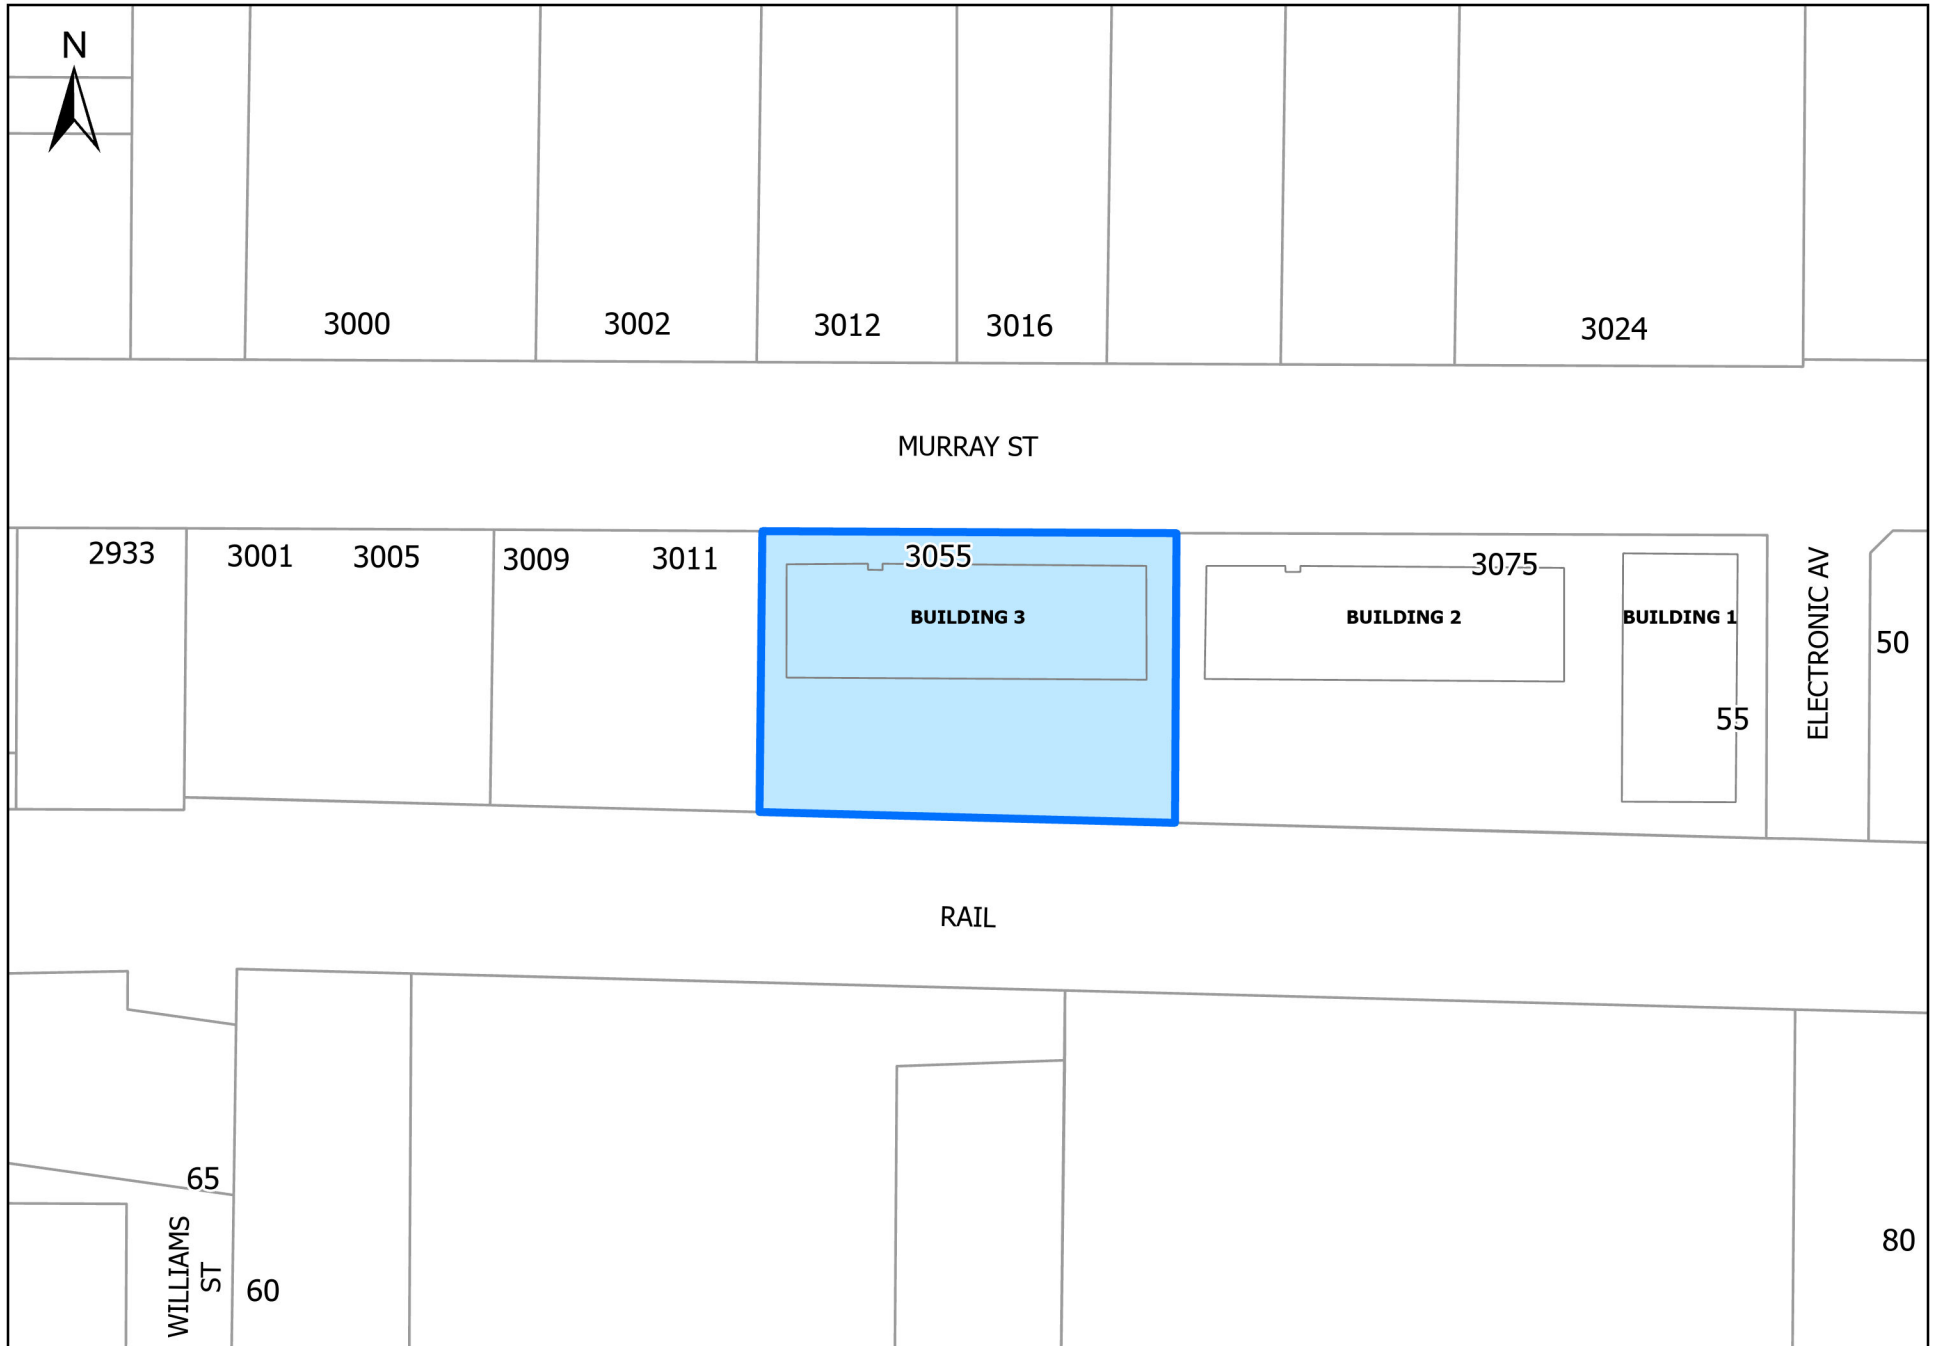 N
3000
3002
3012
3016
3024
MURRAY ST
2933
3001
3005
3009
3011
3055
3075
BUILDING 3
BUILDING 2
BUILDING 1
ELECTRONIC AV
50
55
RAIL
65
WILLIAMS
ST
60
80